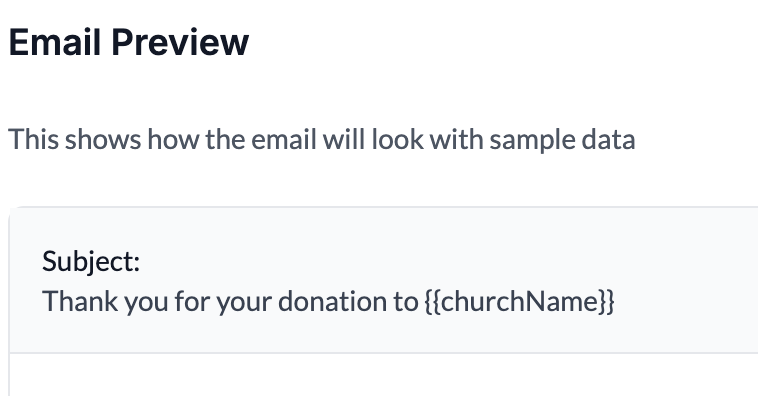 Email Preview
This shows how the email will look with sample data
Subject:
Thank you for your donation to {{churchName}}